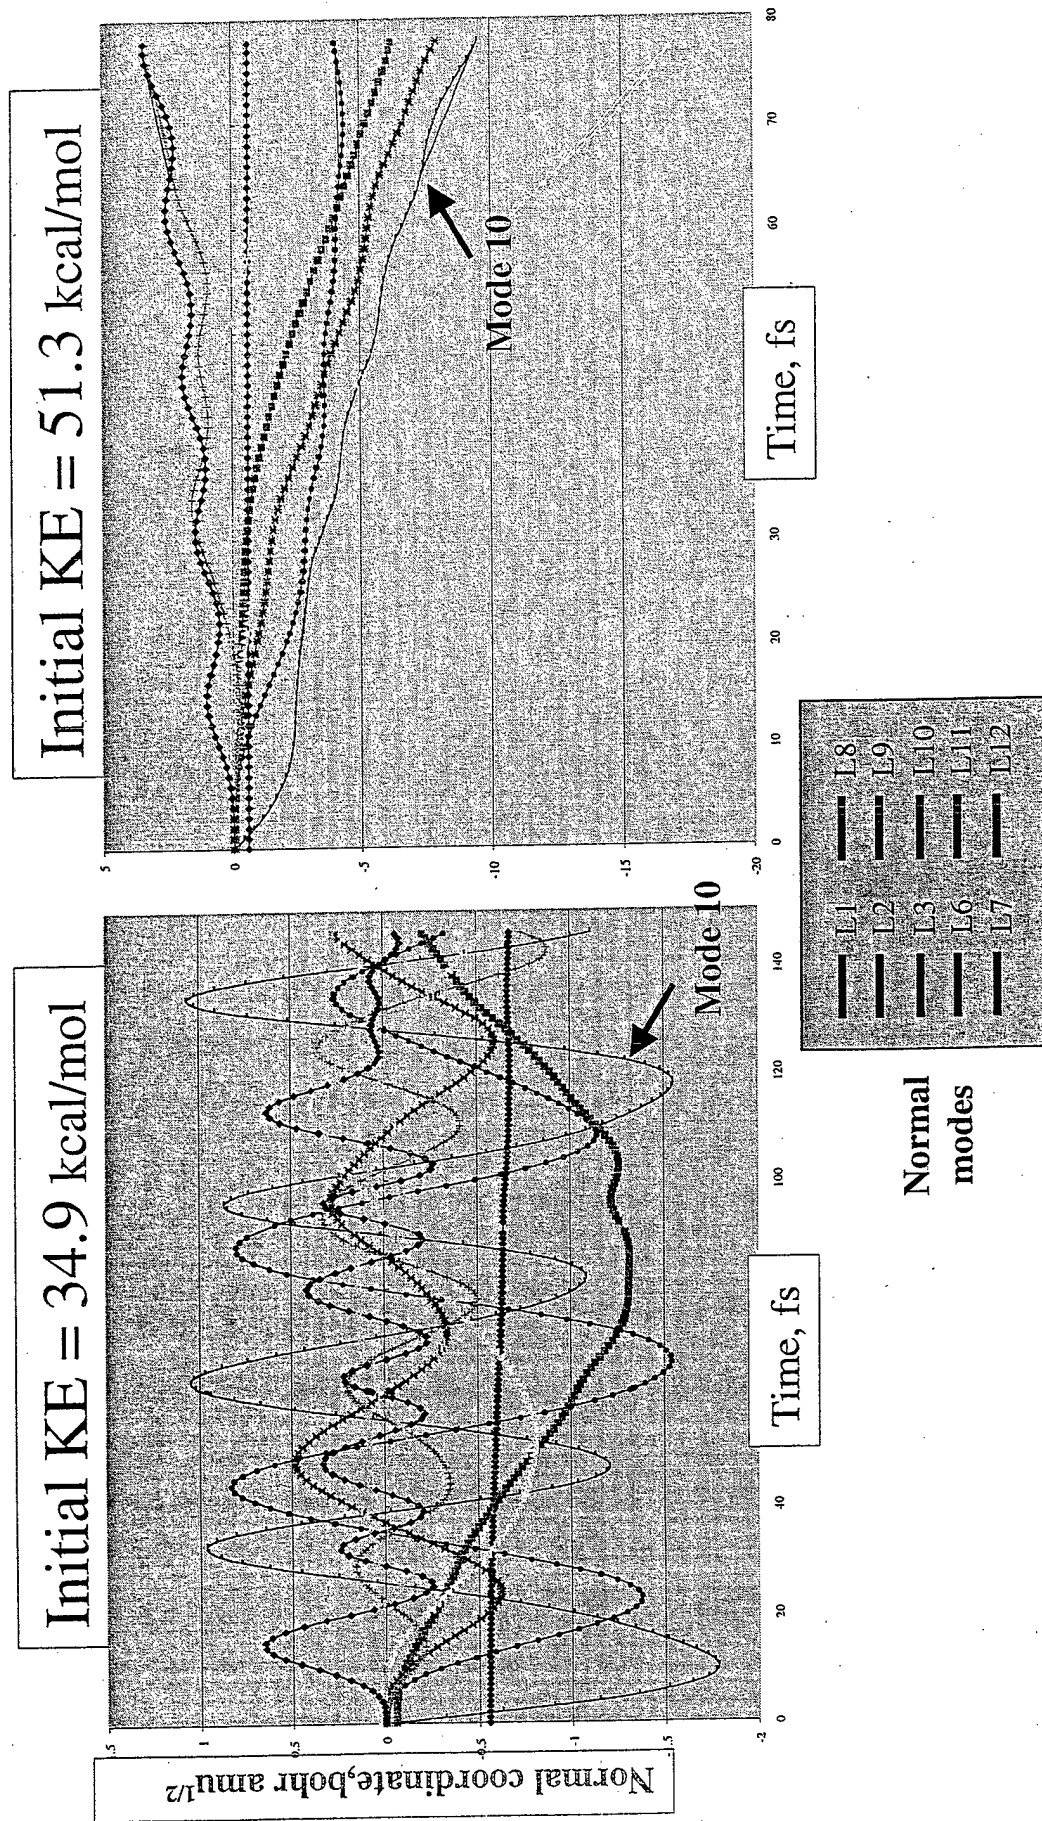 Initial KE = 34.9 kcal/mol
Normal coordinate,bohr amu1/2
1
0.5
0
-0.5
-1
-1.5
-2
0
20
40
100
120
140
Mode 10
Time, fs
Initial KE = 51.3 kcal/mol
5
0
-5
-10
-15
-20
0
10
20
30
60
70
80
Mode 10
Time, fs
Normal
modes
L1 L8
L2 L9
L3 L10
L6 L11
L7 L12